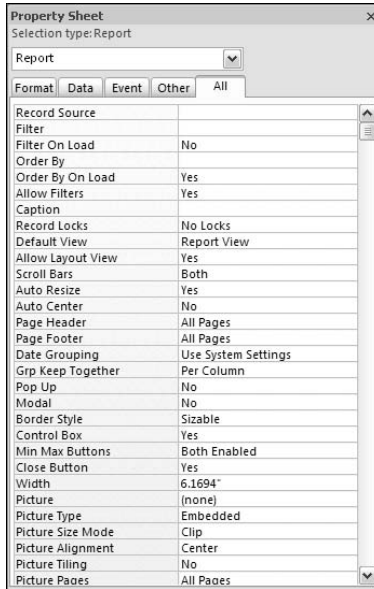 Property Sheet
Selection type: Report
Report
Format Data Event Other All
Record Source
Filter
Filter On Load No
Order By
Order By On Load Yes
Allow Filters Yes
Caption
Record Locks No Locks
Default View Report View
Allow Layout View Yes
Scroll Bars Both
Auto Resize Yes
Auto Center No
Page Header All Pages
Page Footer All Pages
Date Grouping Use System Settings
Grp Keep Together Per Column
Pop Up No
Modal No
Border Style Sizable
Control Box Yes
Min Max Buttons Both Enabled
Close Button Yes
Width 6.1694"
Picture (none)
Picture Type Embedded
Picture Size Mode Clip
Picture Alignment Center
Picture Tiling No
Picture Pages All Pages